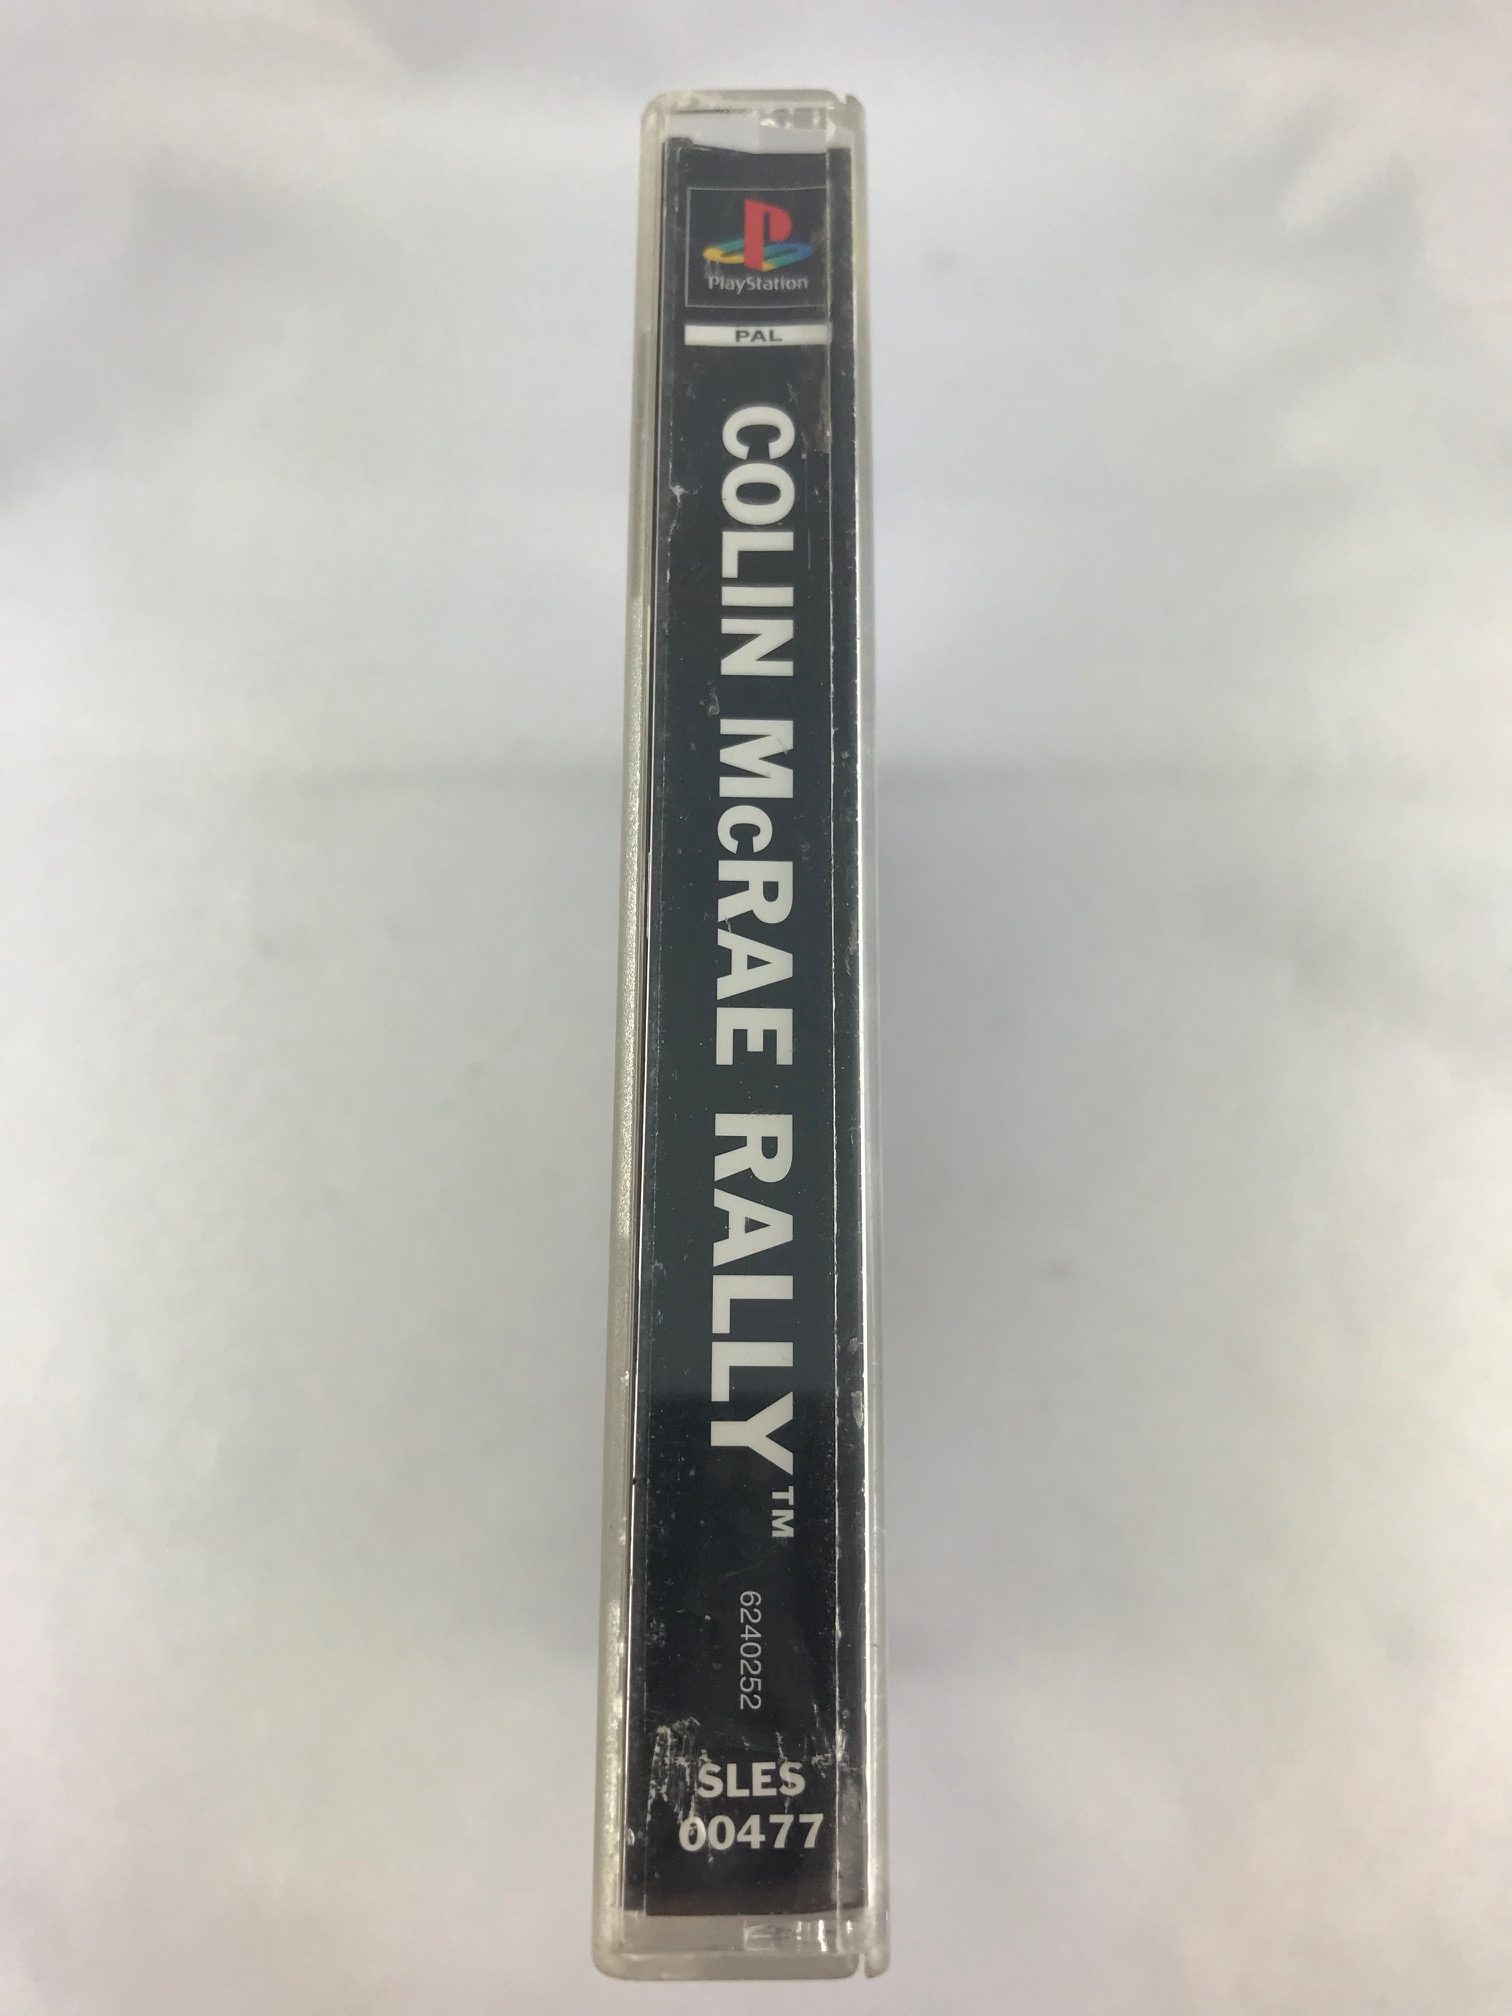 PlayStation
PAL
COLIN McRAE RALLY™
6240252
SLES
00477